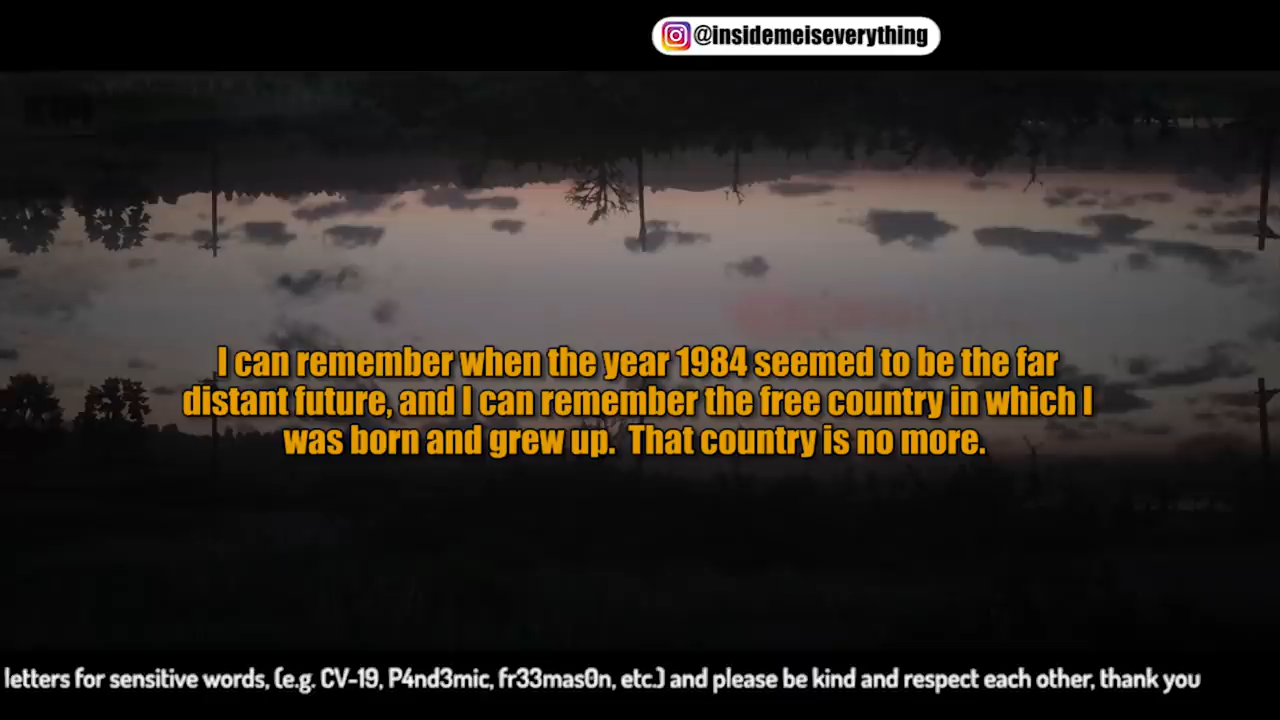 @insidemeiseverything
I can remember when the year 1984 seemed to be the far
distant future, and I can remember the free country in which I
was born and grew up.  That country is no more.
letters for sensitive words, (e.g. CV-19, P4nd3mic, fr33mas0n, etc.) and please be kind and respect each other, thank you